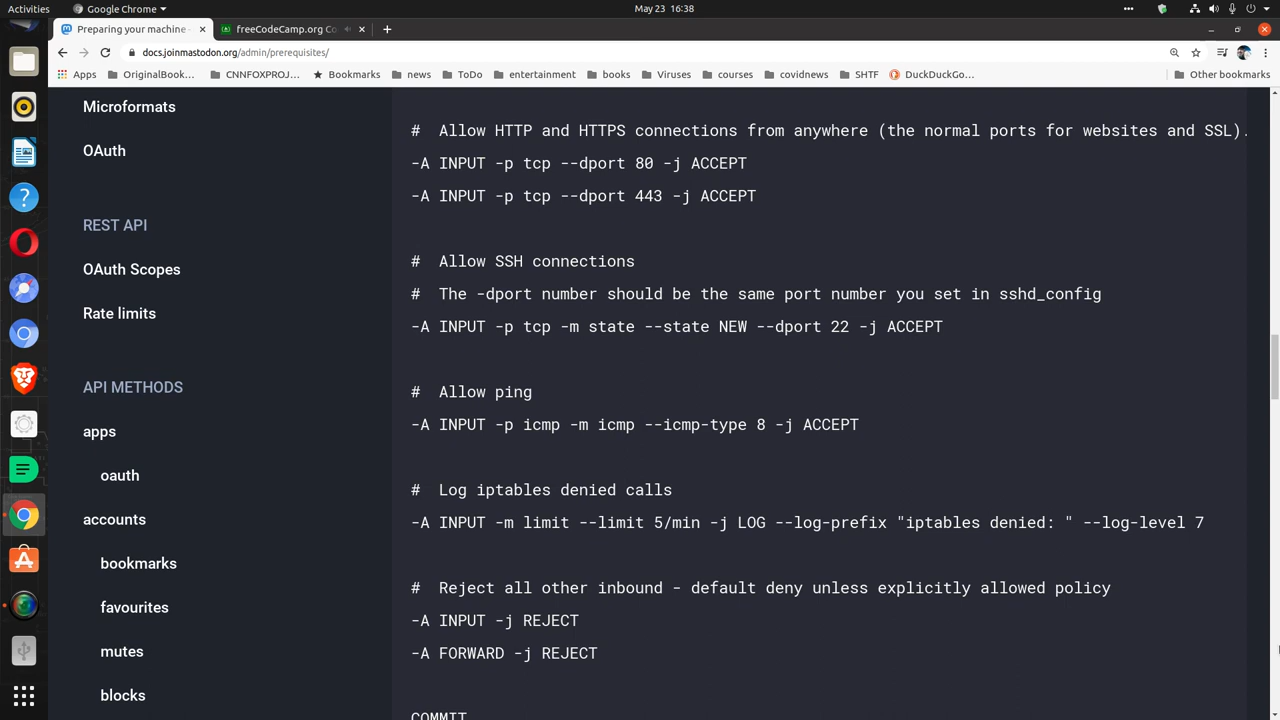 Activities
Google Chrome
May 23 16:38
Preparing your machine
freeCodeCamp.org Co
docs.joinmastodon.org/admin/prerequisites/
Apps
OriginalBook...
CNNFOXPROJ...
Bookmarks
news
ToDo
entertainment
books
Viruses
courses
covidnews
SHTF
DuckDuckGo...
Other bookmarks
Microformats
OAuth
REST API
OAuth Scopes
Rate limits
API METHODS
apps
oauth
accounts
bookmarks
favourites
mutes
blocks
#  Allow HTTP and HTTPS connections from anywhere (the normal ports for websites and SSL).
-A INPUT -p tcp --dport 80 -j ACCEPT
-A INPUT -p tcp --dport 443 -j ACCEPT
#  Allow SSH connections
#  The -dport number should be the same port number you set in sshd_config
-A INPUT -p tcp -m state --state NEW --dport 22 -j ACCEPT
#  Allow ping
-A INPUT -p icmp -m icmp --icmp-type 8 -j ACCEPT
#  Log iptables denied calls
-A INPUT -m limit --limit 5/min -j LOG --log-prefix "iptables denied: " --log-level 7
#  Reject all other inbound - default deny unless explicitly allowed policy
-A INPUT -j REJECT
-A FORWARD -j REJECT
COMMIT